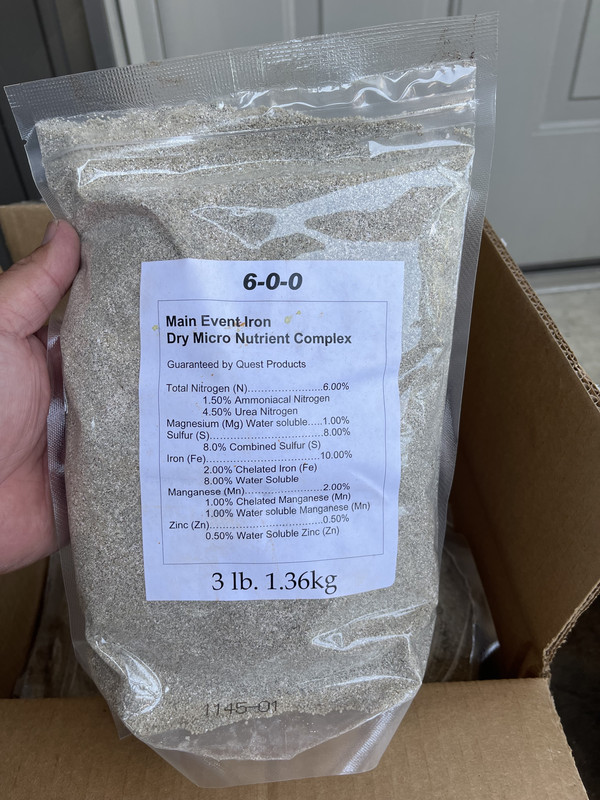 6-0-0
Main Event Iron
Dry Micro Nutrient Complex
Guaranteed by Quest Products
Total Nitrogen (N)........................6.00%
1.50% Ammoniacal Nitrogen
4.50% Urea Nitrogen
Magnesium (Mg) Water soluble.....1.00%
Sulfur (S)......................................8.00%
8.0% Combined Sulfur (S)
Iron (Fe)......................................10.00%
2.00% Chelated Iron (Fe)
8.00% Water Soluble
Manganese (Mn)..........................2.00%
1.00% Chelated Manganese (Mn)
1.00% Water soluble Manganese (Mn)
Zinc (Zn).......................................0.50%
0.50% Water Soluble Zinc (Zn)
3 lb. 1.36kg
1145-01